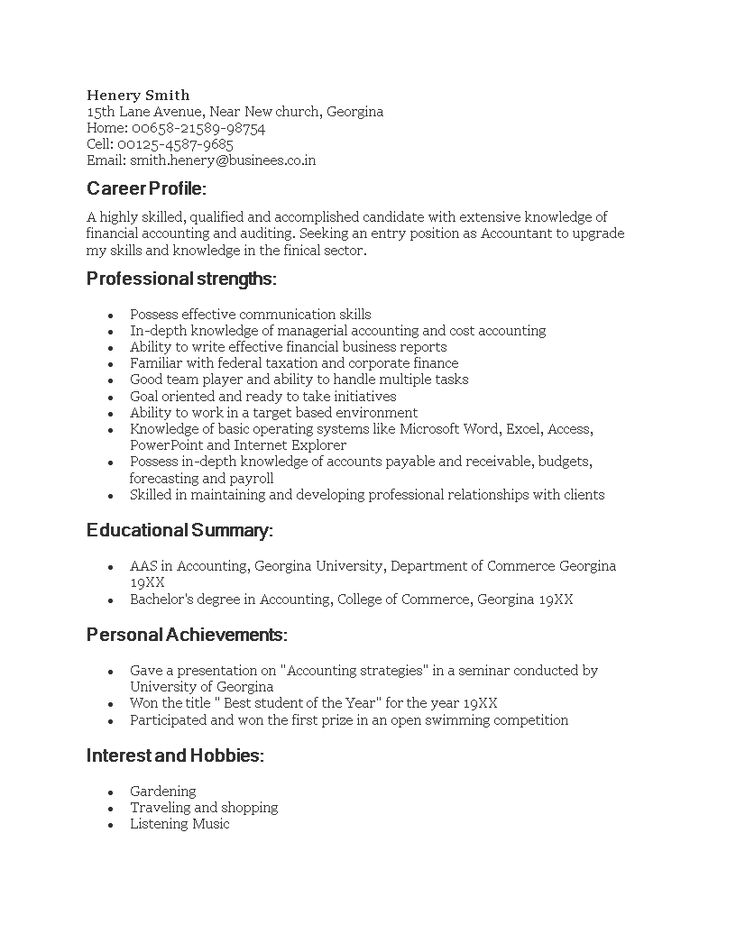 Henery Smith
15th Lane Avenue, Near New church, Georgina
Home: 00658-21589-98754
Cell: 00125-4587-9685
Email: smith.henery@businees.co.in
Career Profile:
A highly skilled, qualified and accomplished candidate with extensive knowledge of
financial accounting and auditing. Seeking an entry position as Accountant to upgrade
my skills and knowledge in the finical sector.
Professional strengths:
• Possess effective communication skills
• In-depth knowledge of managerial accounting and cost accounting
• Ability to write effective financial business reports
• Familiar with federal taxation and corporate finance
• Good team player and ability to handle multiple tasks
• Goal oriented and ready to take initiatives
• Ability to work in a target based environment
• Knowledge of basic operating systems like Microsoft Word, Excel, Access,
PowerPoint and Internet Explorer
• Possess in-depth knowledge of accounts payable and receivable, budgets,
forecasting and payroll
• Skilled in maintaining and developing professional relationships with clients
Educational Summary:
• AAS in Accounting, Georgina University, Department of Commerce Georgina
19XX
• Bachelor's degree in Accounting, College of Commerce, Georgina 19XX
Personal Achievements:
• Gave a presentation on "Accounting strategies" in a seminar conducted by
University of Georgina
• Won the title " Best student of the Year" for the year 19XX
• Participated and won the first prize in an open swimming competition
Interest and Hobbies:
• Gardening
• Traveling and shopping
• Listening Music